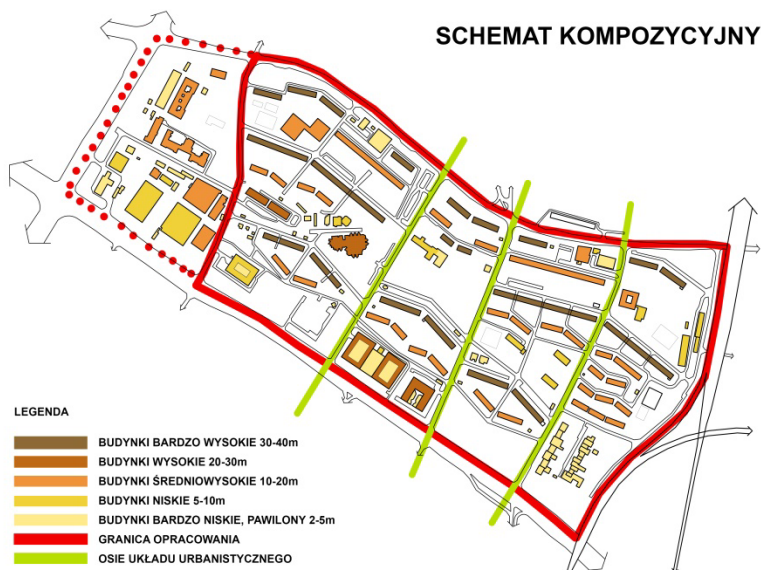 SCHEMAT KOMPOZYCYJNY
LEGENDA
BUDYNKI BARDZO WYSOKIE 30-40m
BUDYNKI WYSOKIE 20-30m
BUDYNKI ŚREDNIOWYSOKIE 10-20m
BUDYNKI NISKIE 5-10m
BUDYNKI BARDZO NISKIE, PAWILONY 2-5m
GRANICA OPRACOWANIA
OSIE UKŁADU URBANISTYCZNEGO